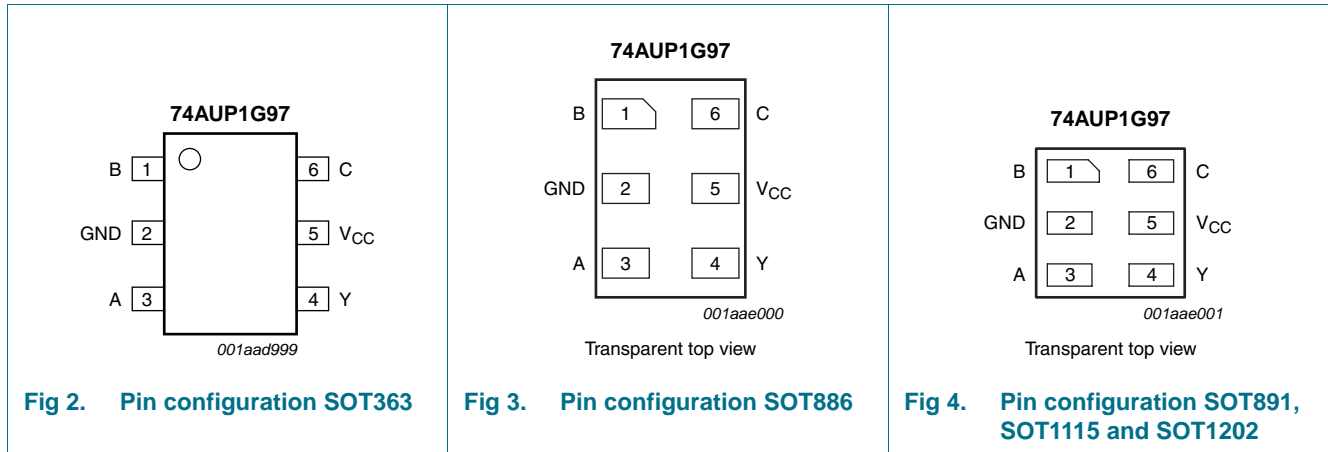 74AUP1G97
B 1 6 C
GND 2 5 VCC
A 3 4 Y
001aad999
Fig 2. Pin configuration SOT363
74AUP1G97
B 1 6 C
GND 2 5 VCC
A 3 4 Y
001aae000
Transparent top view
Fig 3. Pin configuration SOT886
74AUP1G97
B 1 6 C
GND 2 5 VCC
A 3 4 Y
001aae001
Transparent top view
Fig 4. Pin configuration SOT891,
SOT1115 and SOT1202